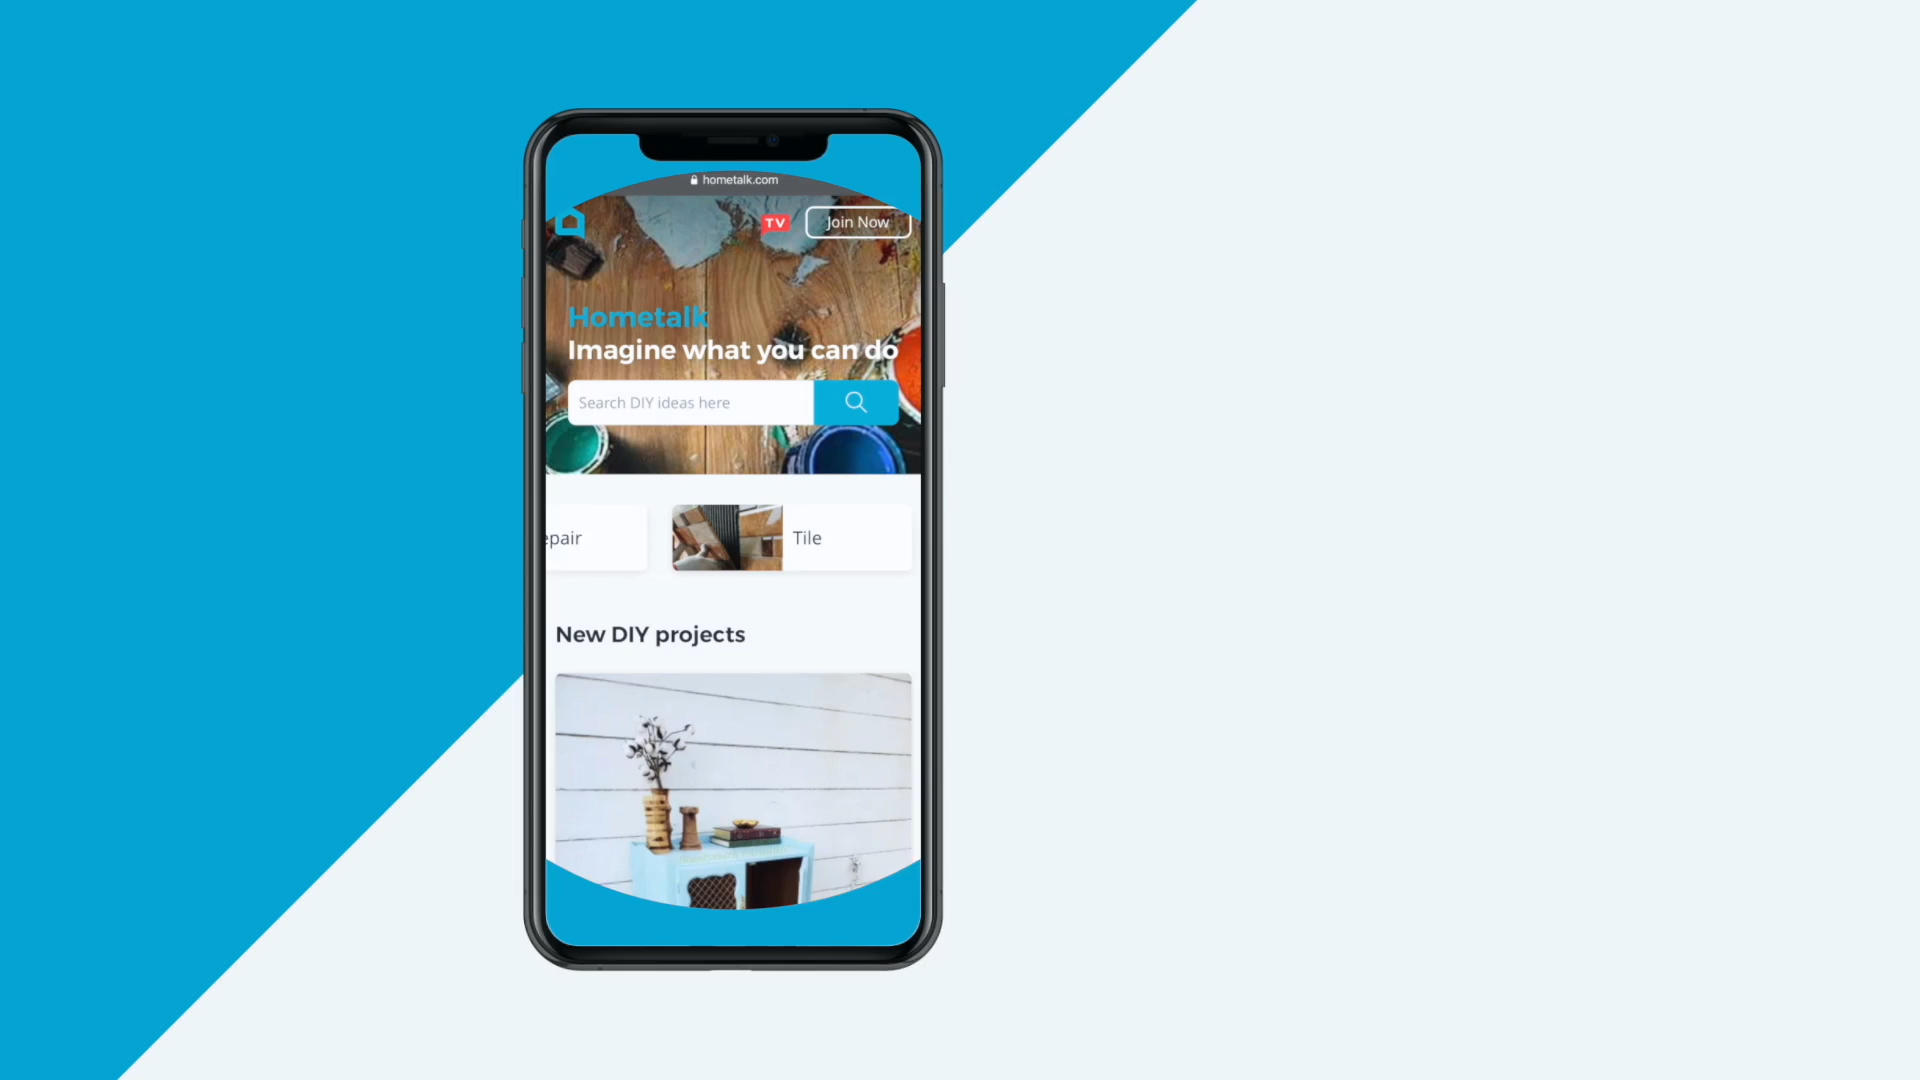 hometalk.com
TV
Join Now
Hometalk
Imagine what you can do
Search DIY ideas here
epair
Tile
New DIY projects